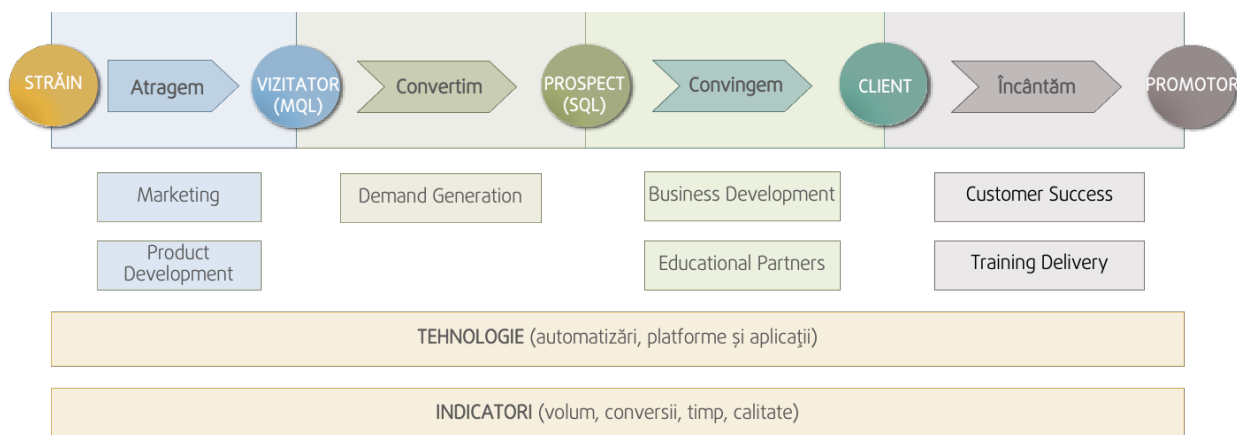 STRĂIN
Atragem
VIZITATOR
(MQL)
Convertim
PROSPECT
(SQL)
Convingem
CLIENT
Încântăm
PROMOTOR
Marketing
Demand Generation
Business Development
Customer Success
Product
Development
Educational Partners
Training Delivery
TEHNOLOGIE (automatizări, platforme și aplicaţii)
INDICATORI (volum, conversii, timp, calitate)